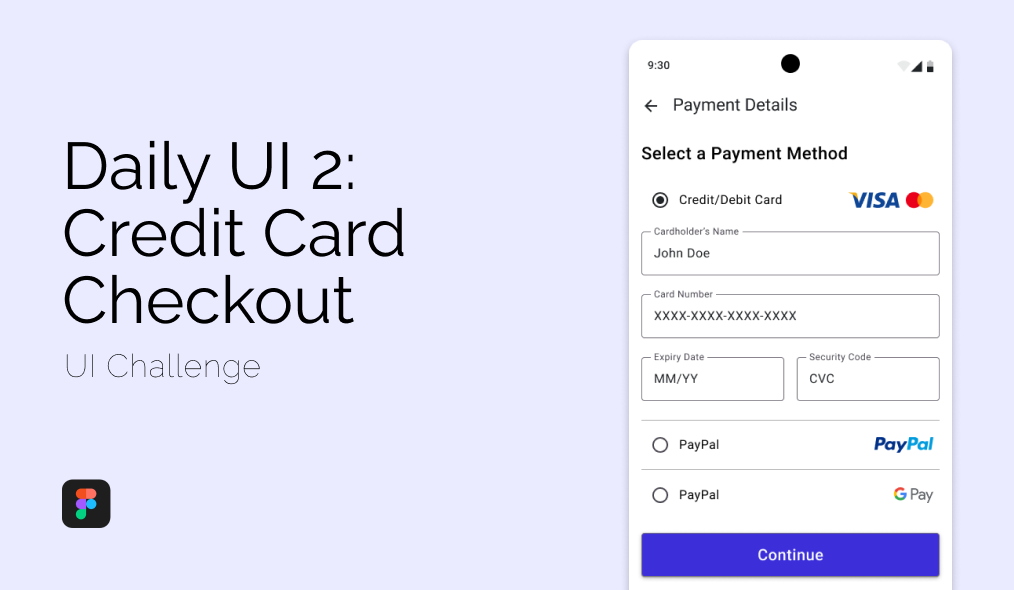 Daily UI 2:
Credit Card
Checkout
UI Challenge
9:30
Payment Details
Select a Payment Method
Credit/Debit Card VISA
Cardholder's Name
John Doe
Card Number
XXXX-XXXX-XXXX-XXXX
Expiry Date Security Code
MM/YY CVC
PayPal PayPal
PayPal G Pay
Continue